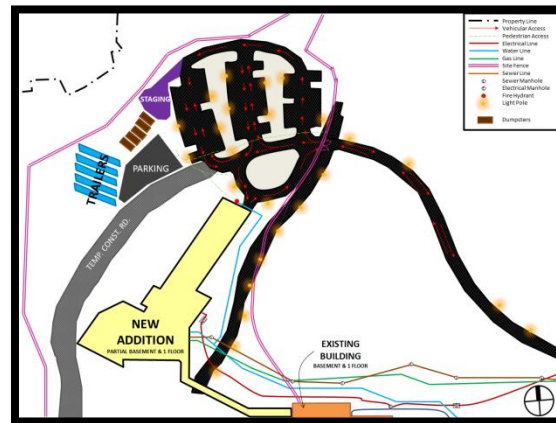 Property Line
Vehicular Access
Pedestrian Access
Electrical Line
Water Line
Gas Line
Site Fence
Sewer Line
Sewer Manhole
Electrical Manhole
Fire Hydrant
Light Pole
Dumpsters
STAGING
PARKING
TRAILERS
TEMP. CONST. RD.
NEW
ADDITION
PARTIAL BASEMENT & 1 FLOOR
EXISTING
BUILDING
BASEMENT & 1 FLOOR